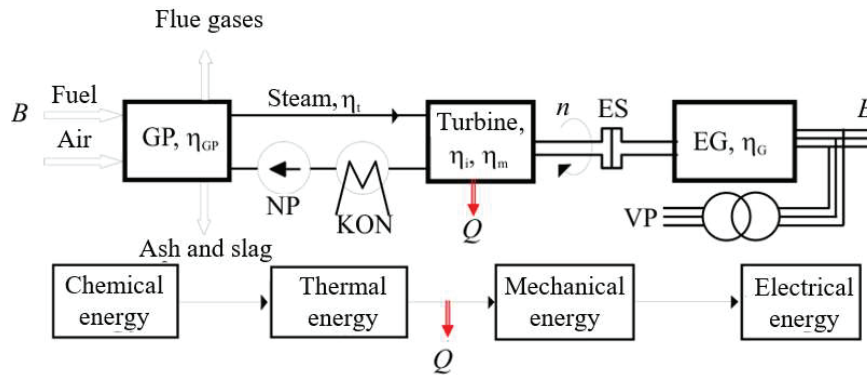 Flue gases
B
Fuel
Air
GP, ηGP
Steam, ηt
NP
KON
Turbine,
ηi, ηm
Q
n
ES
EG, ηG
E
VP
Ash and slag
Chemical
energy
Thermal
energy
Q
Mechanical
energy
Electrical
energy